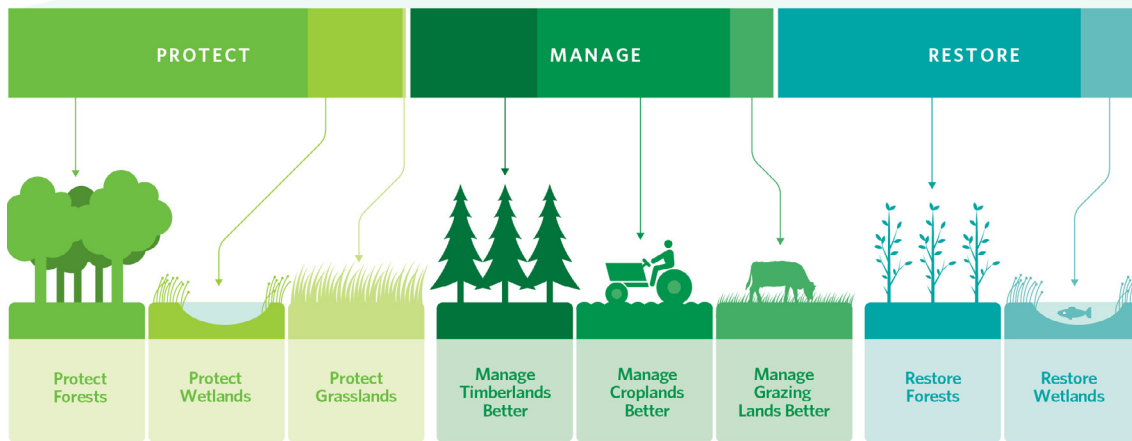 PROTECT
MANAGE
RESTORE
Protect
Forests
Protect
Wetlands
Protect
Grasslands
Manage
Timberlands
Better
Manage
Croplands
Better
Manage
Grazing
Lands Better
Restore
Forests
Restore
Wetlands